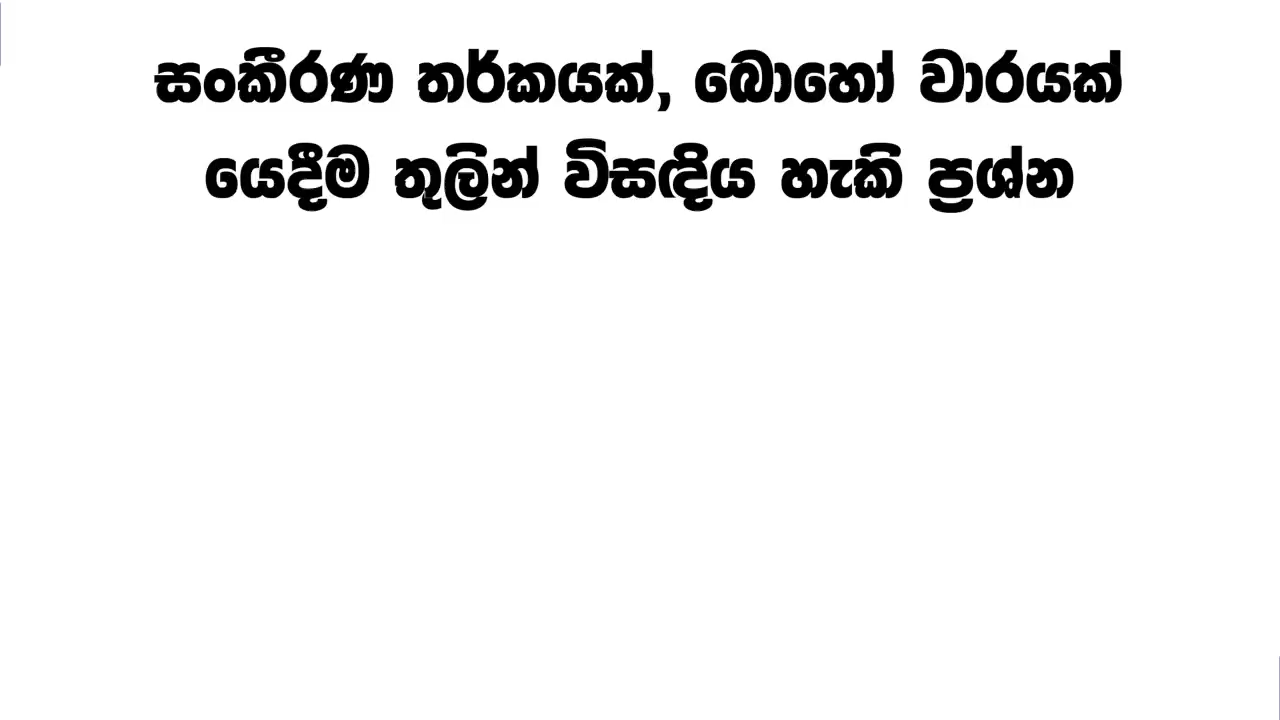 සංකීරණ තර්කයක්, බොහෝ වාරයක්
යෙදීම තුලින් විසඳිය හැකි ප්‍රශ්න